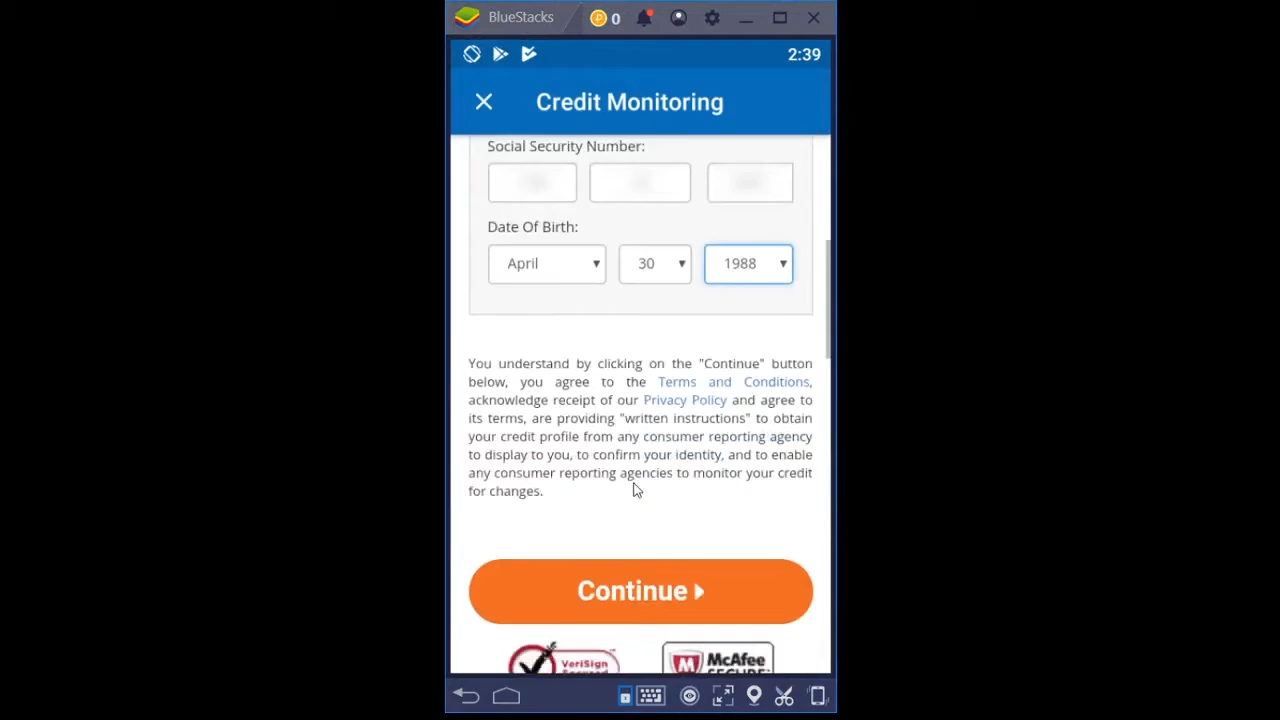 BlueStacks
0
2:39
Credit Monitoring
Social Security Number:
Date Of Birth:
April 30 1988
You understand by clicking on the "Continue" button
below, you agree to the Terms and Conditions,
acknowledge receipt of our Privacy Policy and agree to
its terms, are providing "written instructions" to obtain
your credit profile from any consumer reporting agency
to display to you, to confirm your identity, and to enable
any consumer reporting agencies to monitor your credit
for changes.
Continue
VeriSign
McAfee